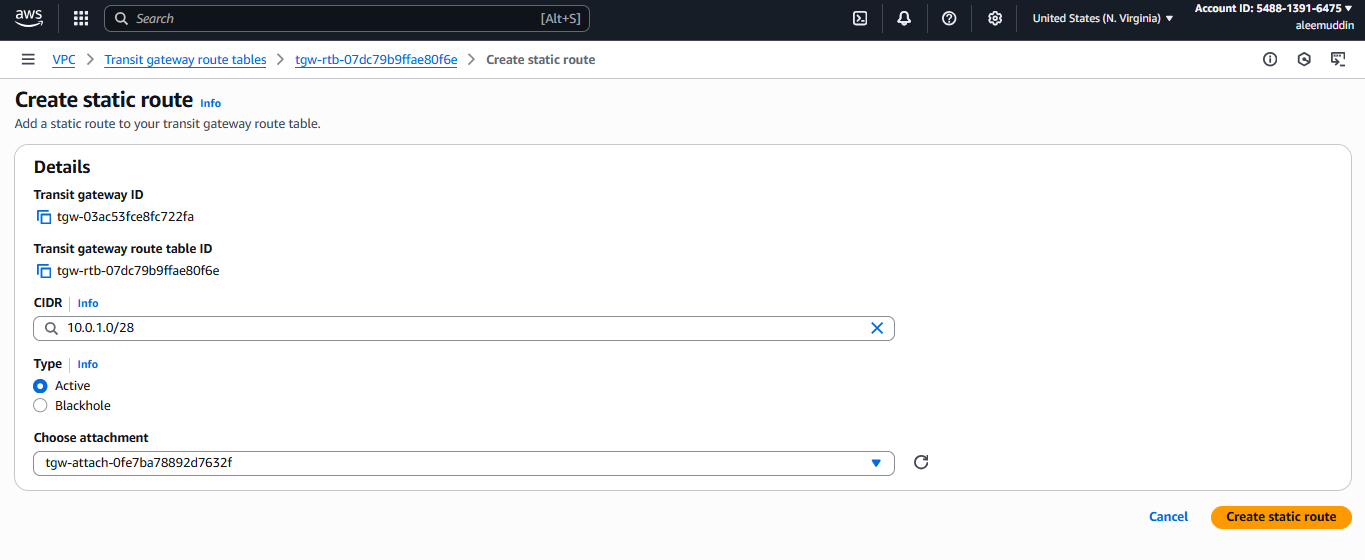 aws
Search [Alt+S]
United States (N. Virginia)
Account ID: 5488-1391-6475
aleemuddin
VPC > Transit gateway route tables > tgw-rtb-07dc79b9ffae80f6e > Create static route
Create static route Info
Add a static route to your transit gateway route table.
Details
Transit gateway ID
tgw-03ac53fce8fc722fa
Transit gateway route table ID
tgw-rtb-07dc79b9ffae80f6e
CIDR Info
10.0.1.0/28
Type Info
Active
Blackhole
Choose attachment
tgw-attach-0fe7ba78892d7632f
Cancel Create static route